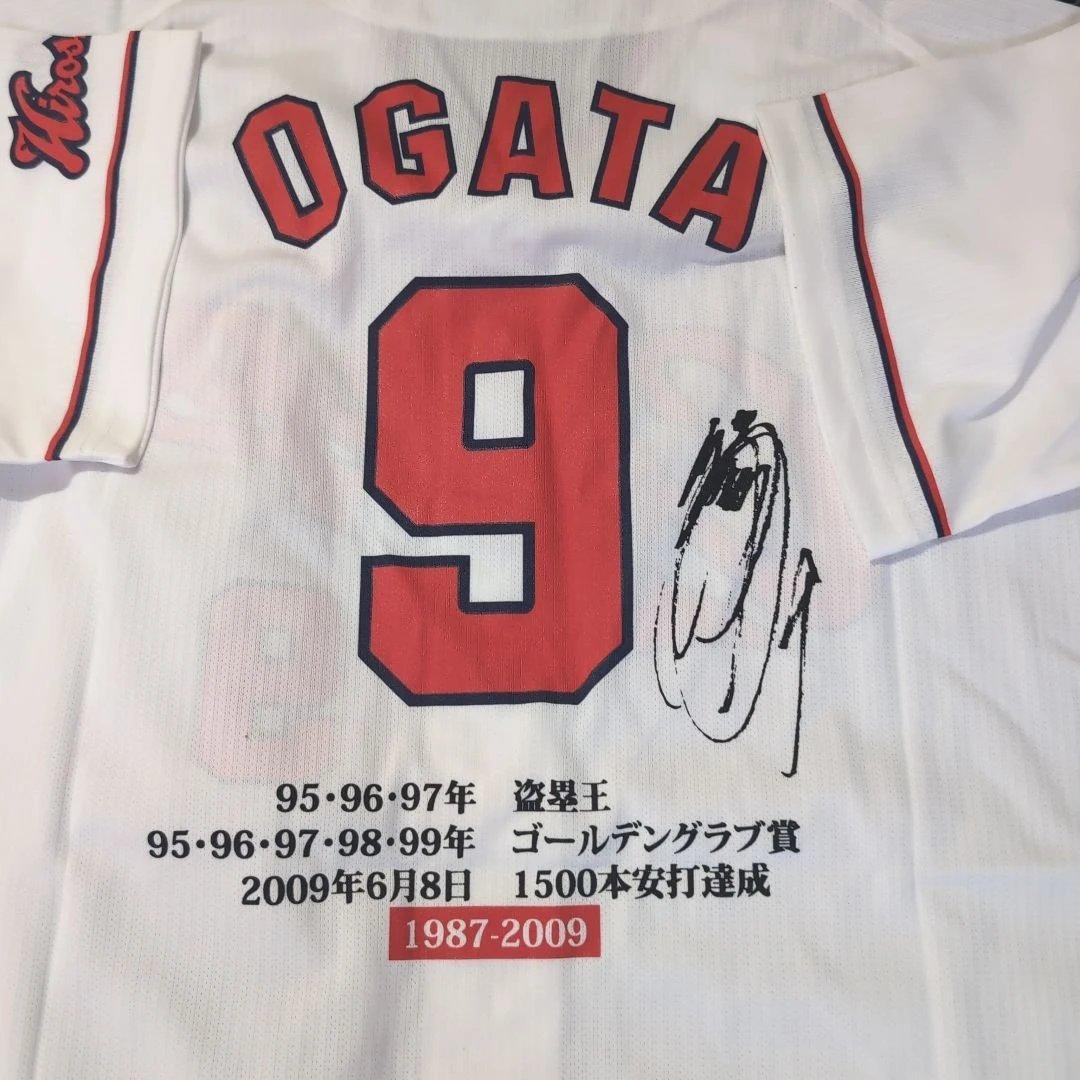 Hiros
OGATA
9
95・96・97年 盗塁王
95・96・97・98・99年 ゴールデングラブ賞
2009年6月8日 1500本安打達成
1987-2009